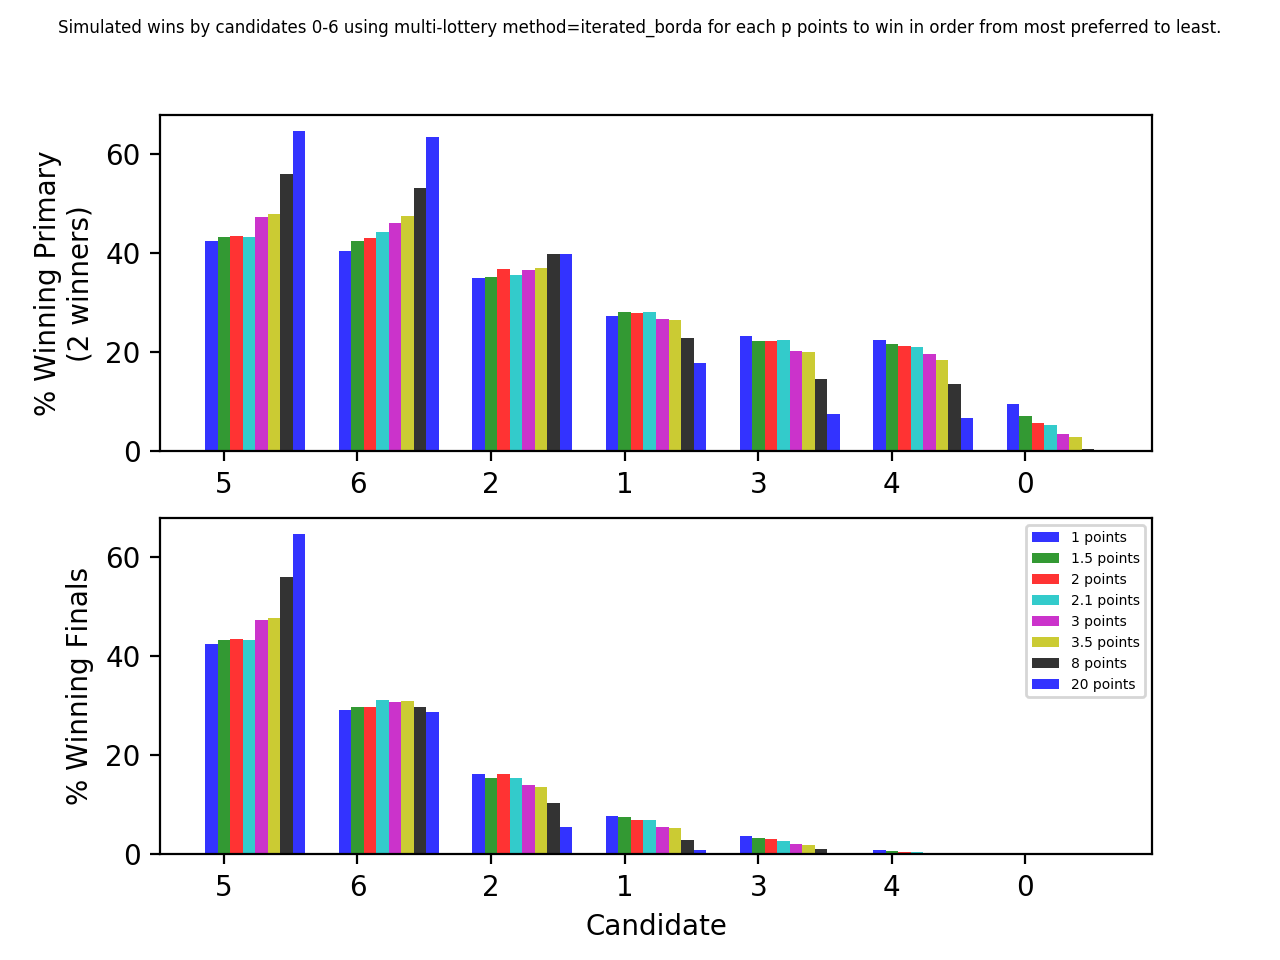 Simulated wins by candidates 0-6 using multi-lottery method=iterated_borda for each p points to win in order from most preferred to least.
% Winning Primary
(2 winners)
60
40
20
0
5 6 2 1 3 4 0
% Winning Finals
60
40
20
0
1 points
1.5 points
2 points
2.1 points
3 points
3.5 points
8 points
20 points
5 6 2 1 3 4 0
Candidate